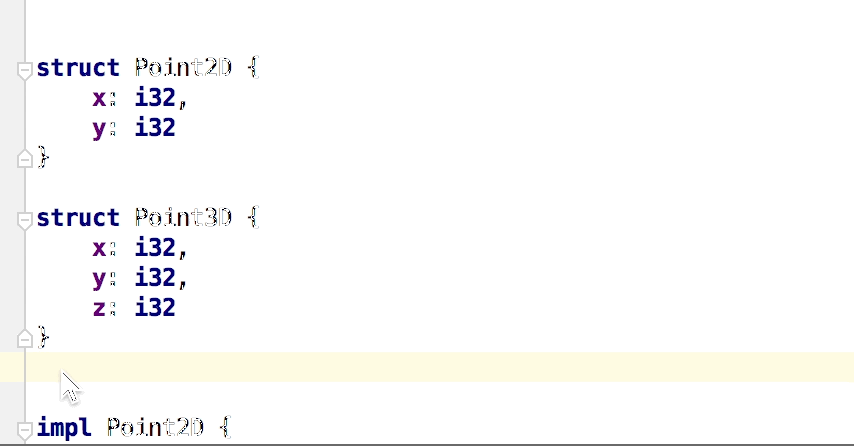 struct Point2D {
    x: i32,
    y: i32
}
struct Point3D {
    x: i32,
    y: i32,
    z: i32
}
impl Point2D {